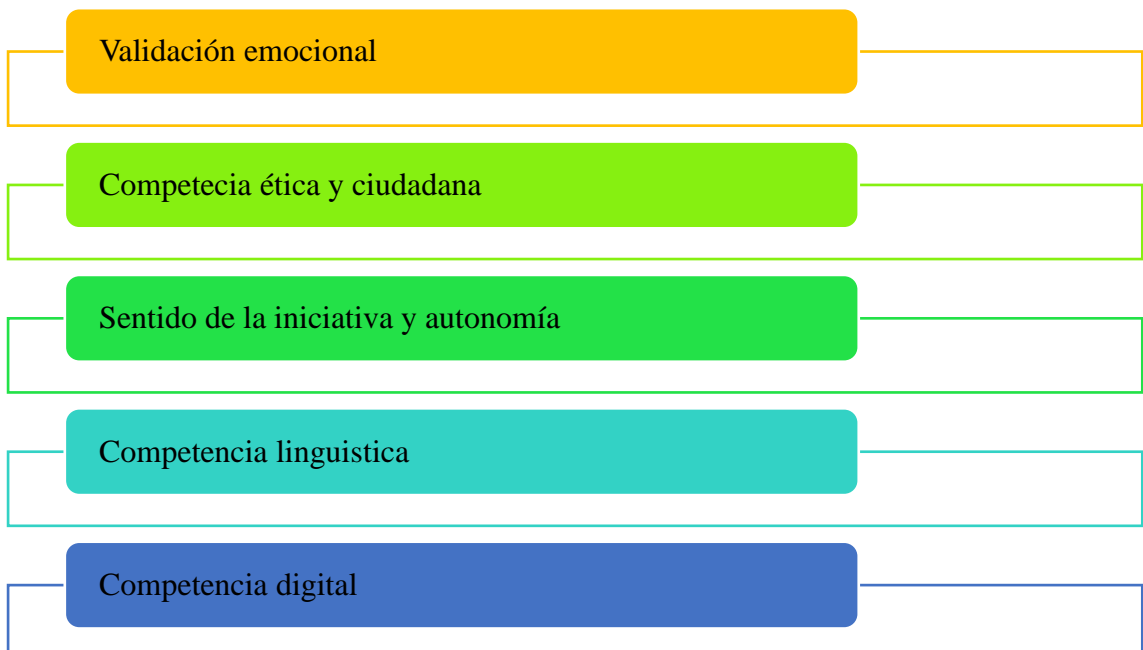 Validación emocional
Competecia ética y ciudadana
Sentido de la iniciativa y autonomía
Competencia linguistica
Competencia digital